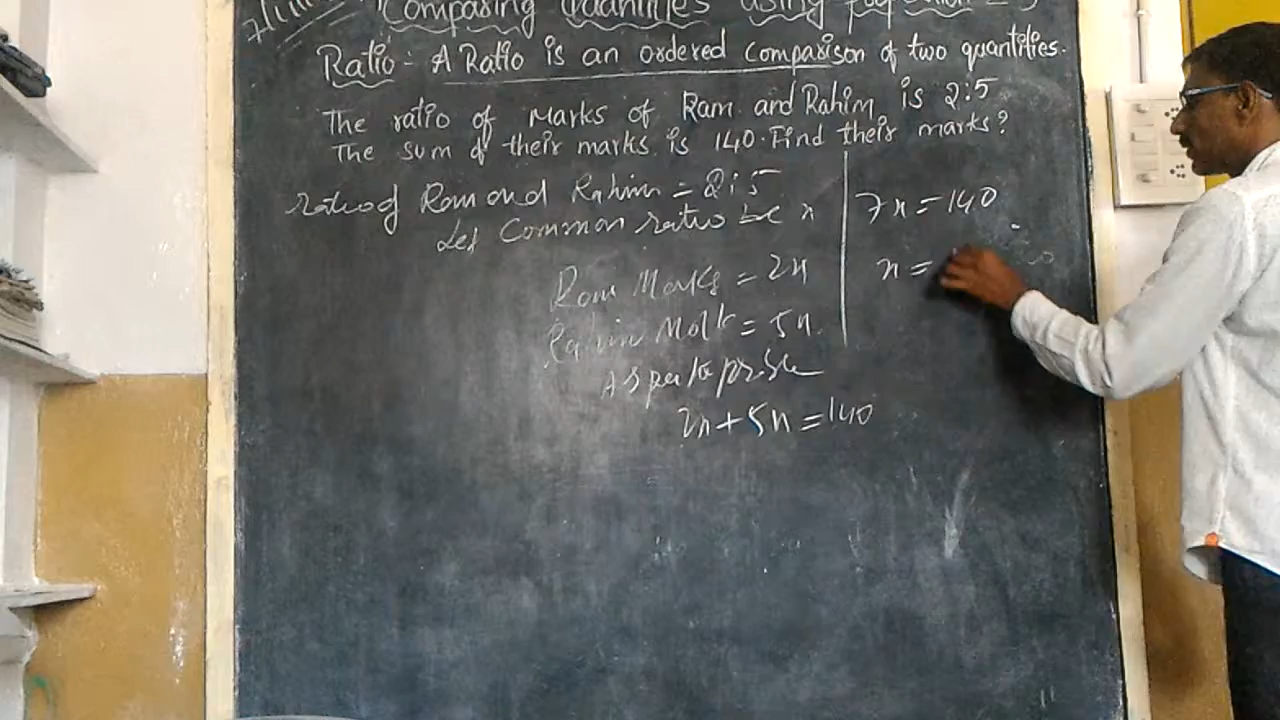 Comparing Quantities using proportion - 3
Ratio:- A Ratio is an ordered comparison of two quantities.
The ratio of Marks of Ram and Rahim is 2:5
The sum of their marks is 140. Find their marks?
ratio of Ram and Rahim = 2:5
Let Common ratio be x
Ram Marks = 2x
Rahim Mark = 5x
As per
2x + 5x = 140
7x = 140
x =